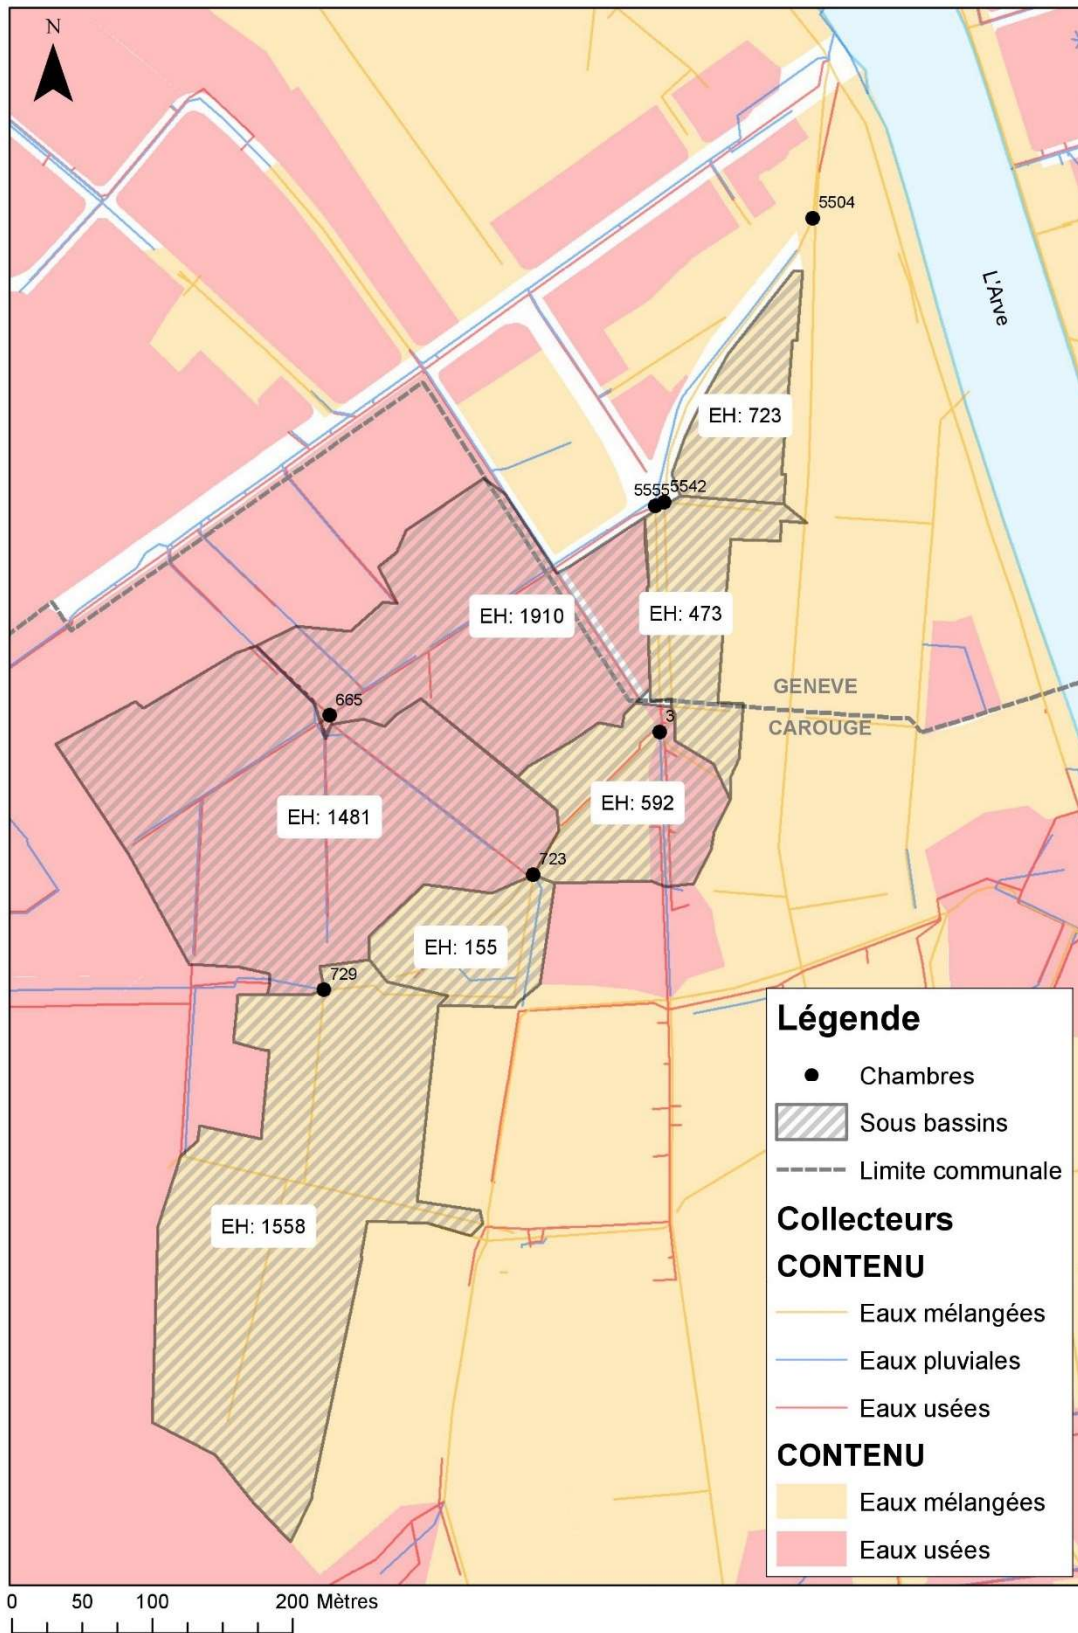 N
5504
L'Arve
EH: 723
5555
5542
EH: 1910
EH: 473
GENEVE
CAROUGE
665
3
EH: 1481
EH: 592
723
EH: 155
729
EH: 1558
Légende
Chambres
Sous bassins
Limite communale
Collecteurs
CONTENU
Eaux mélangées
Eaux pluviales
Eaux usées
CONTENU
Eaux mélangées
Eaux usées
0 50 100 200 Mètres